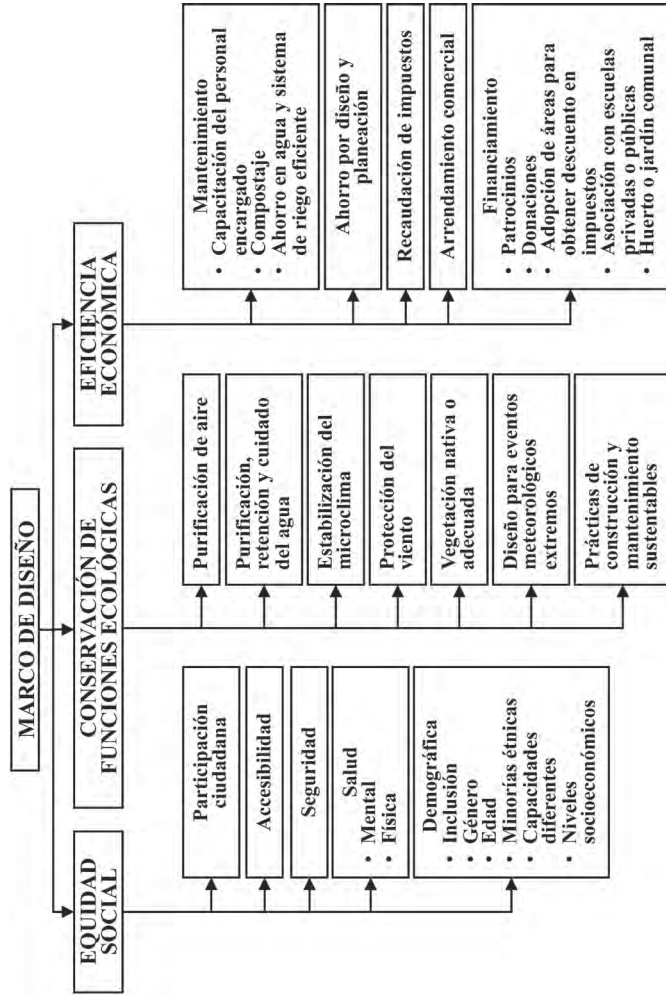 MARCO DE DISEÑO
EQUIDAD
SOCIAL
Participación
ciudadana
Accesibilidad
Seguridad
Salud
• Mental
• Física
Demográfica
• Inclusión
• Género
• Edad
• Minorías étnicas
• Capacidades
diferentes
• Niveles
socioeconómicos
CONSERVACIÓN DE
FUNCIONES ECOLÓGICAS
Purificación de aire
Purificación,
retención y cuidado
del agua
Estabilización del
microclima
Protección del
viento
Vegetación nativa o
adecuada
Diseño para eventos
meteorológicos
extremos
Prácticas de
construcción y
mantenimiento
sustentables
EFICIENCIA
ECONÓMICA
Mantenimiento
• Capacitación del personal
encargado
• Compostaje
• Ahorro en agua y sistema
de riego eficiente
Ahorro por diseño y
planeación
Recaudación de impuestos
Arrendamiento comercial
Financiamiento
• Patrocinios
• Donaciones
• Adopción de áreas para
obtener descuento en
impuestos
• Asociación con escuelas
privadas o públicas
• Huerto o jardín comunal